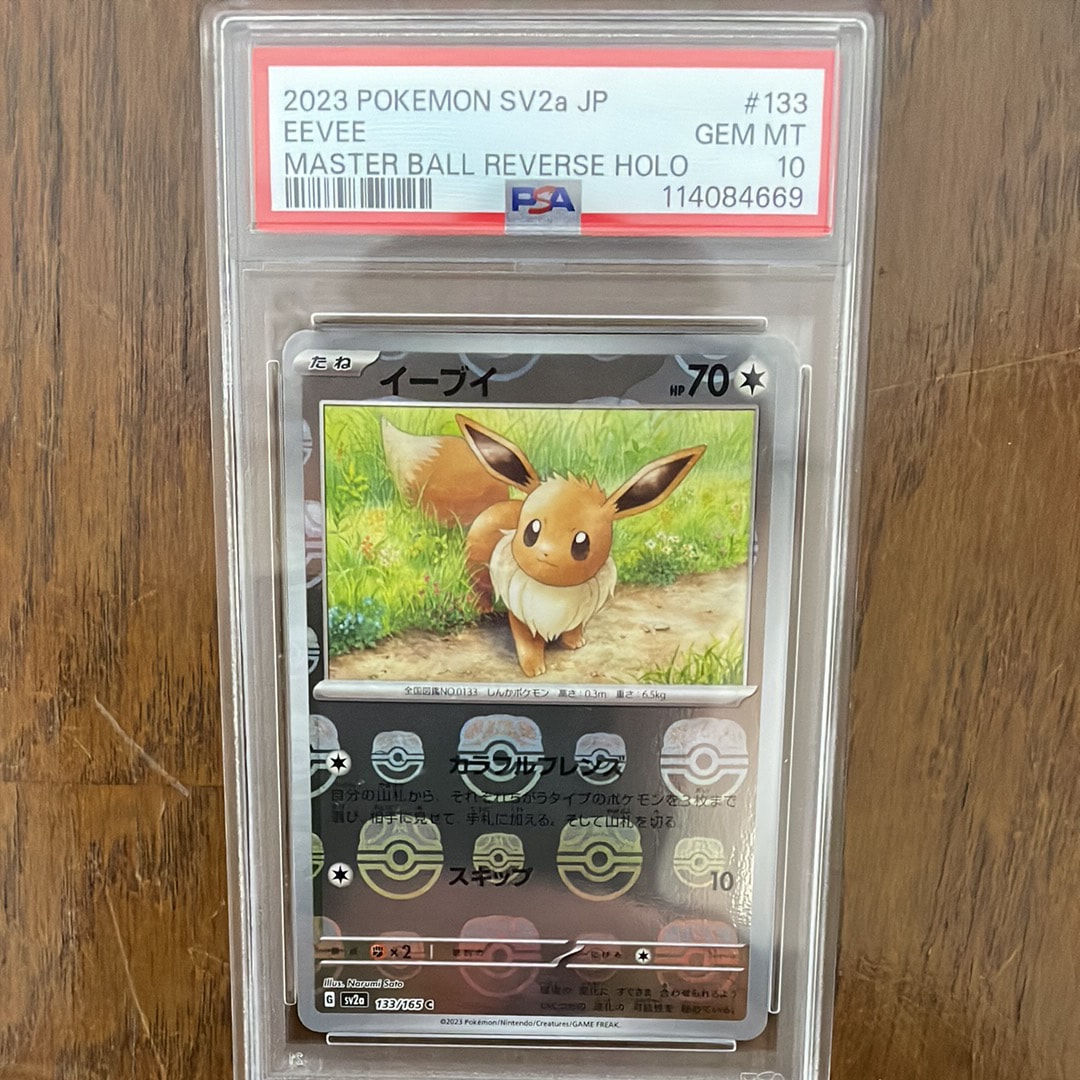 2023 POKEMON SV2a JP #133
EEVEE GEM MT
MASTER BALL REVERSE HOLO 10
PSA 114084669
たね イーブイ HP 70
全国図鑑NO.0133 しんかポケモン 高さ:0.3m 重さ:6.5kg
カラフルフレンズ
自分の山札から、それぞれちがうタイプのポケモンを3枚まで
選び、相手に見せて、手札に加える。そして山札を切る。
スキップ 10
×2 にげる
Illus. Narumi Sato
G sv2a 133/165 C
©2023 Pokémon/Nintendo/Creatures/GAME FREAK.